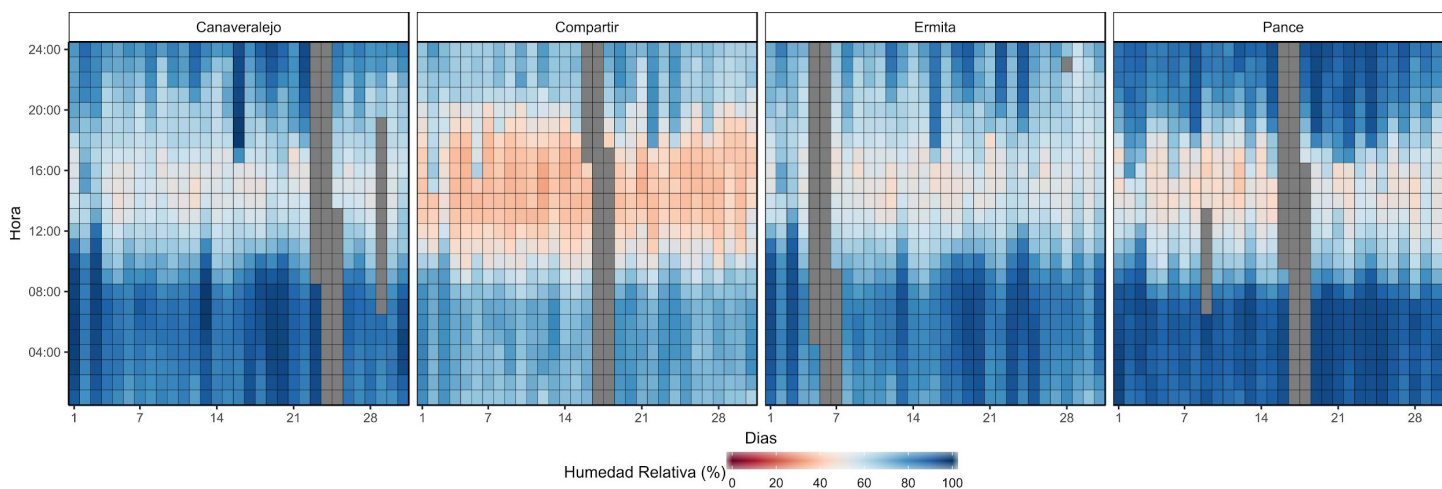 Canaveralejo
Compartir
Ermita
Pance
24:00
20:00
16:00
12:00
08:00
04:00
Hora
1 7 14 21 28
1 7 14 21 28
1 7 14 21 28
1 7 14 21 28
Dias
Humedad Relativa (%)
0 20 40 60 80 100